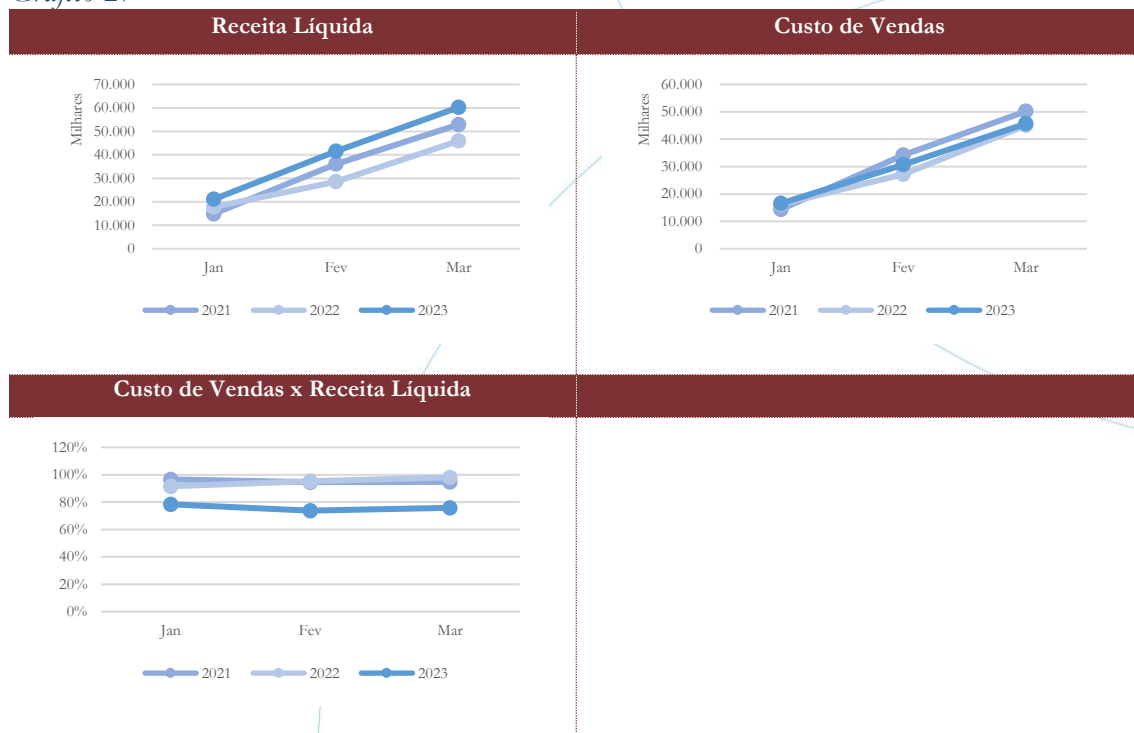 Receita Líquida
Custo de Vendas
Milhares
70.000
60.000
50.000
40.000
30.000
20.000
10.000
0
Jan Fev Mar
2021 2022 2023
Milhares
60.000
50.000
40.000
30.000
20.000
10.000
0
Jan Fev Mar
2021 2022 2023
Custo de Vendas x Receita Líquida
120%
100%
80%
60%
40%
20%
0%
Jan Fev Mar
2021 2022 2023